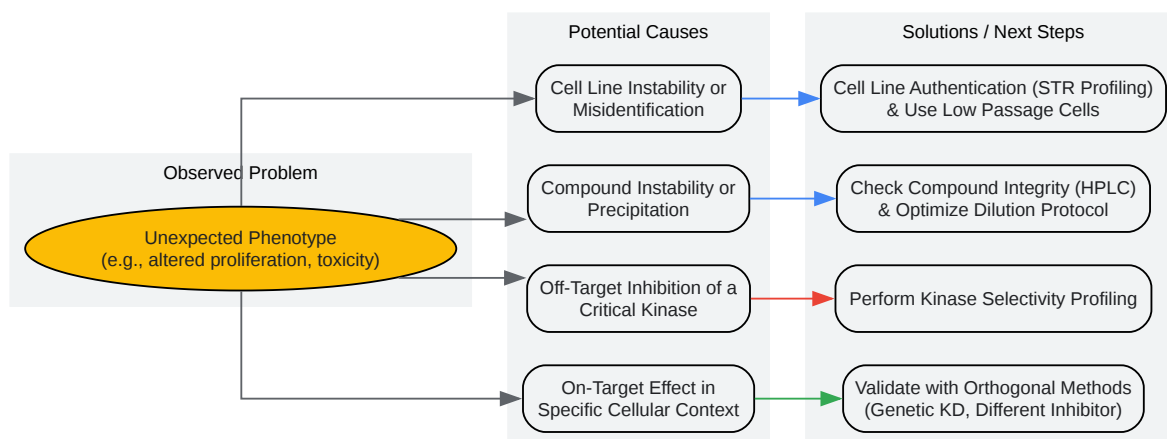 Potential Causes
Solutions / Next Steps
Cell Line Instability or
Misidentification
Cell Line Authentication (STR Profiling)
& Use Low Passage Cells
Observed Problem
Compound Instability or
Precipitation
Check Compound Integrity (HPLC)
& Optimize Dilution Protocol
Unexpected Phenotype
(e.g., altered proliferation, toxicity)
Off-Target Inhibition of a
Critical Kinase
Perform Kinase Selectivity Profiling
On-Target Effect in
Specific Cellular Context
Validate with Orthogonal Methods
(Genetic KD, Different Inhibitor)